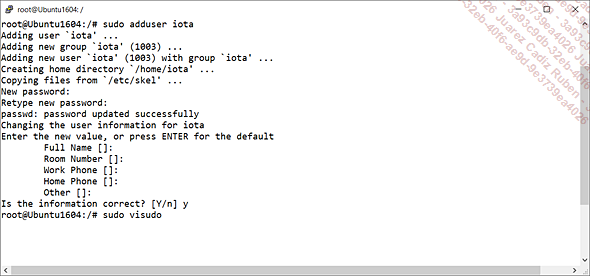 Ubuntu1604: /
root@Ubuntu1604:/# sudo adduser iota
Adding user `iota' ...
Adding new group `iota' (1003) ...
Adding new user `iota' (1003) with group `iota' ...
Creating home directory `/home/iota' ...
Copying files from `/etc/skel' ...
New password:
Retype new password:
passwd: password updated successfully
Changing the user information for iota
Enter the new value, or press ENTER for the default
Full Name []:
Room Number []:
Work Phone []:
Home Phone []:
Other []:
Is the information correct? [Y/n] y
root@Ubuntu1604:/# sudo visudo
Juarez Cadiz Ruben